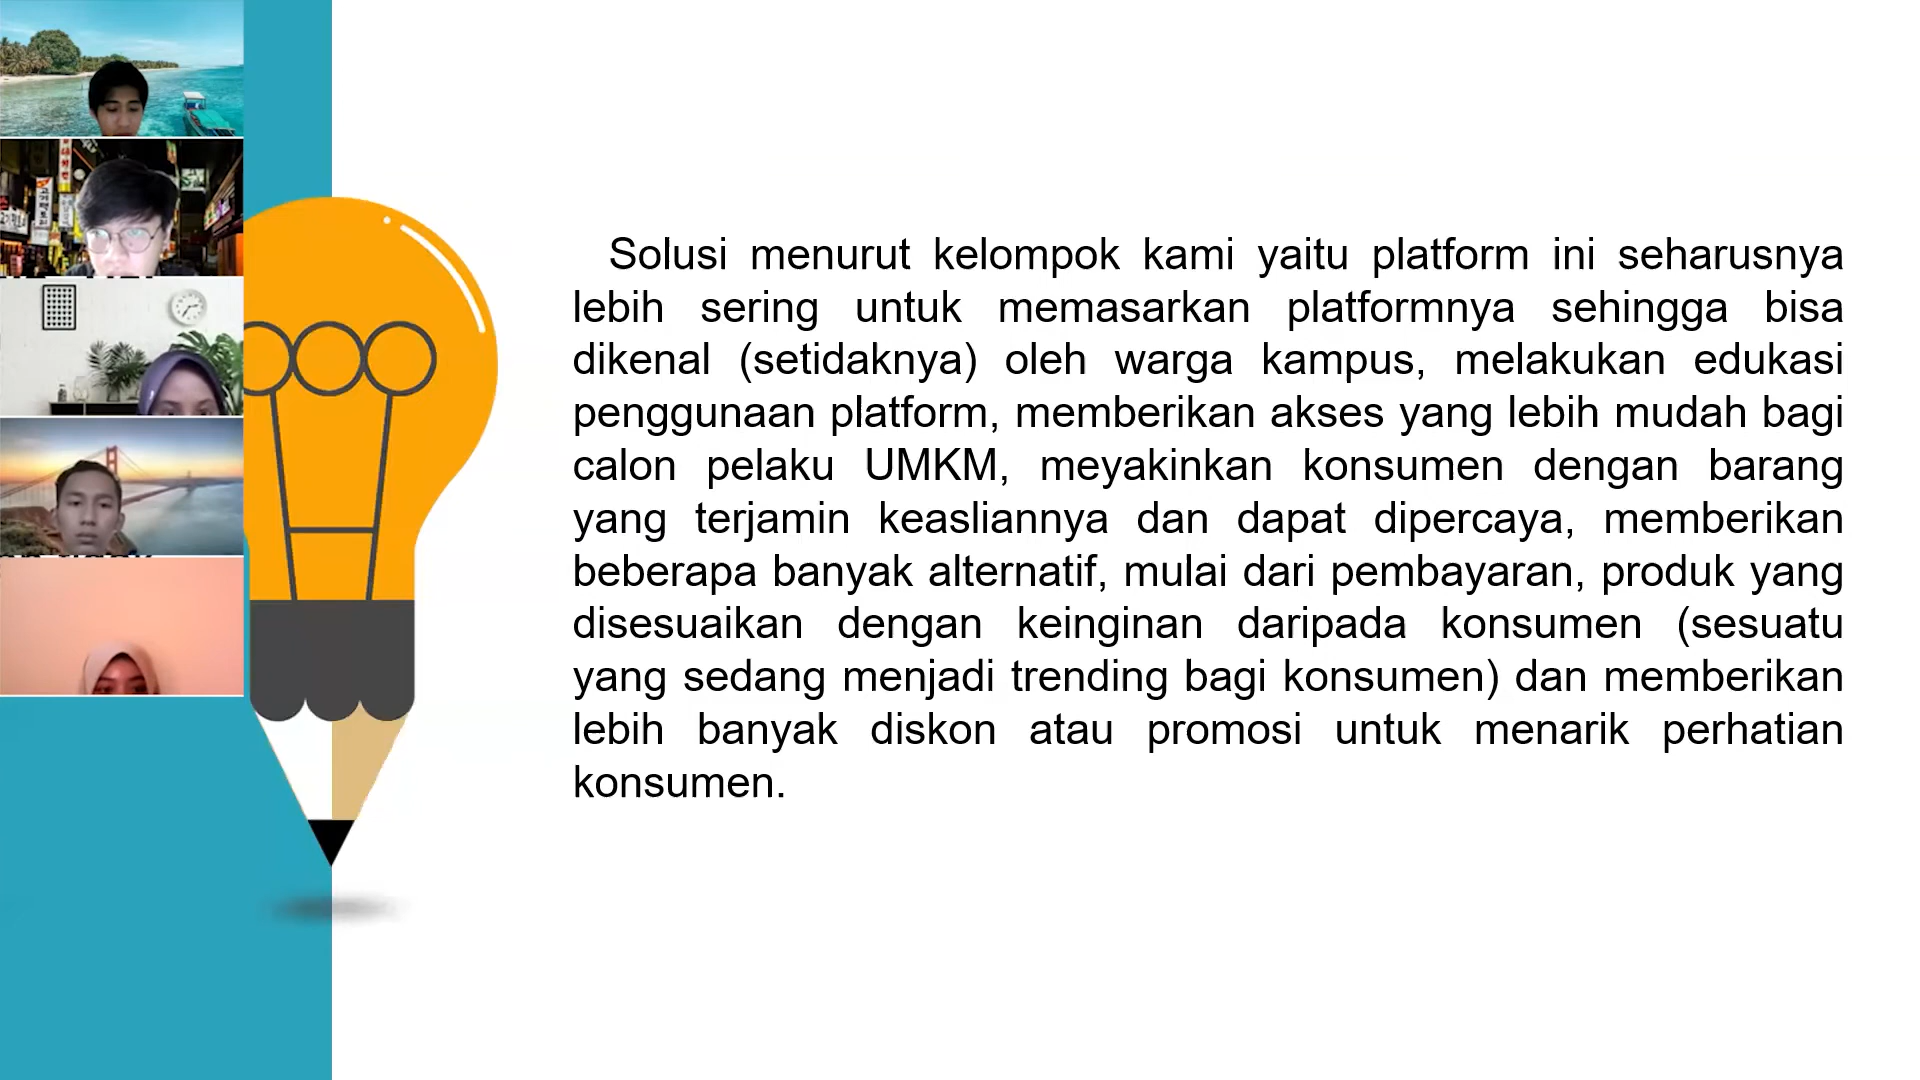 Solusi menurut kelompok kami yaitu platform ini seharusnya
lebih sering untuk memasarkan platformnya sehingga bisa
dikenal (setidaknya) oleh warga kampus, melakukan edukasi
penggunaan platform, memberikan akses yang lebih mudah bagi
calon pelaku UMKM, meyakinkan konsumen dengan barang
yang terjamin keasliannya dan dapat dipercaya, memberikan
beberapa banyak alternatif, mulai dari pembayaran, produk yang
disesuaikan dengan keinginan daripada konsumen (sesuatu
yang sedang menjadi trending bagi konsumen) dan memberikan
lebih banyak diskon atau promosi untuk menarik perhatian
konsumen.